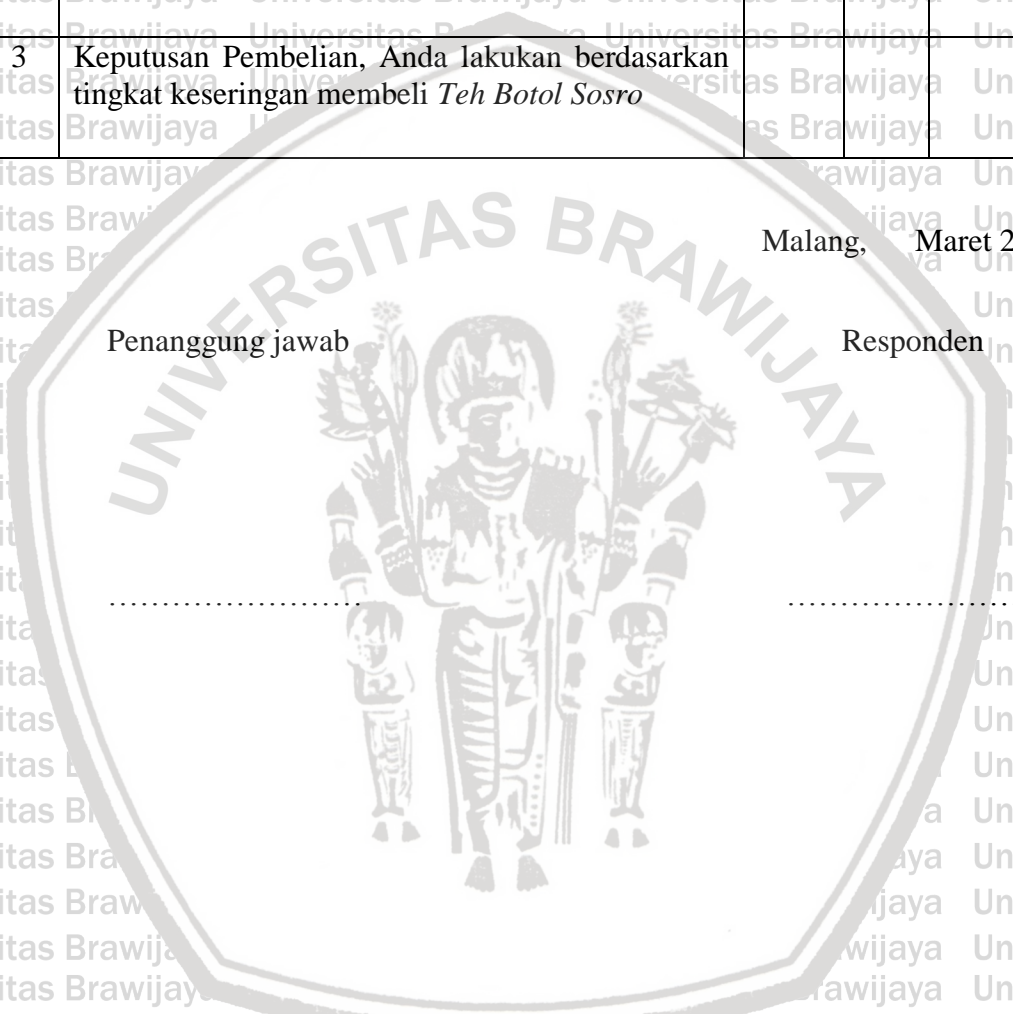 3 Keputusan Pembelian, Anda lakukan berdasarkan
tingkat keseringan membeli Teh Botol Sosro
Malang, Maret 2
Penanggung jawab Responden
........................ .....................
UNIVERSITAS BRAWIJAYA